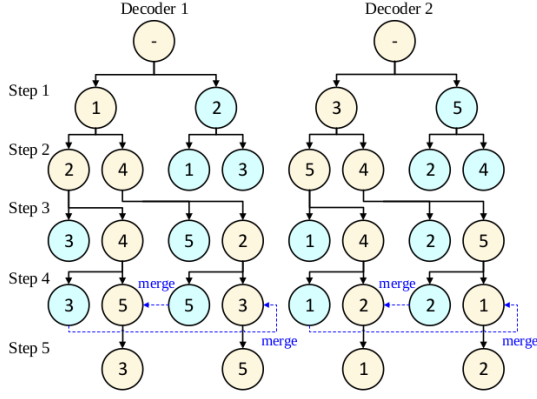 Decoder 1 Decoder 2
- -
Step 1
1 2 3 5
Step 2
2 4 1 3 5 4 2 4
Step 3
3 4 5 2 1 4 2 5
Step 4
merge merge
3 5 5 3 1 2 2 1
merge merge
Step 5
3 5 1 2